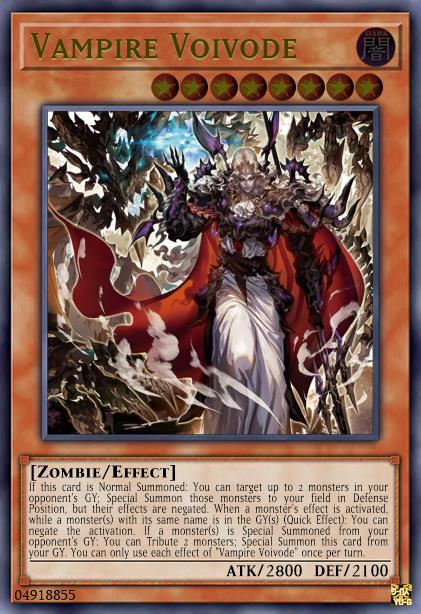 VAMPIRE VOIVODE
DARK
闇
[ZOMBIE/EFFECT]
If this card is Normal Summoned: You can target up to 2 monsters in your
opponent's GY; Special Summon those monsters to your field in Defense
Position, but their effects are negated. When a monster's effect is activated,
while a monster(s) with its same name is in the GY(s) (Quick Effect): You can
negate the activation. If a monster(s) is Special Summoned from your
opponent's GY: You can Tribute 2 monsters; Special Summon this card from
your GY. You can only use each effect of "Vampire Voivode" once per turn.
ATK/2800 DEF/2100
04918855